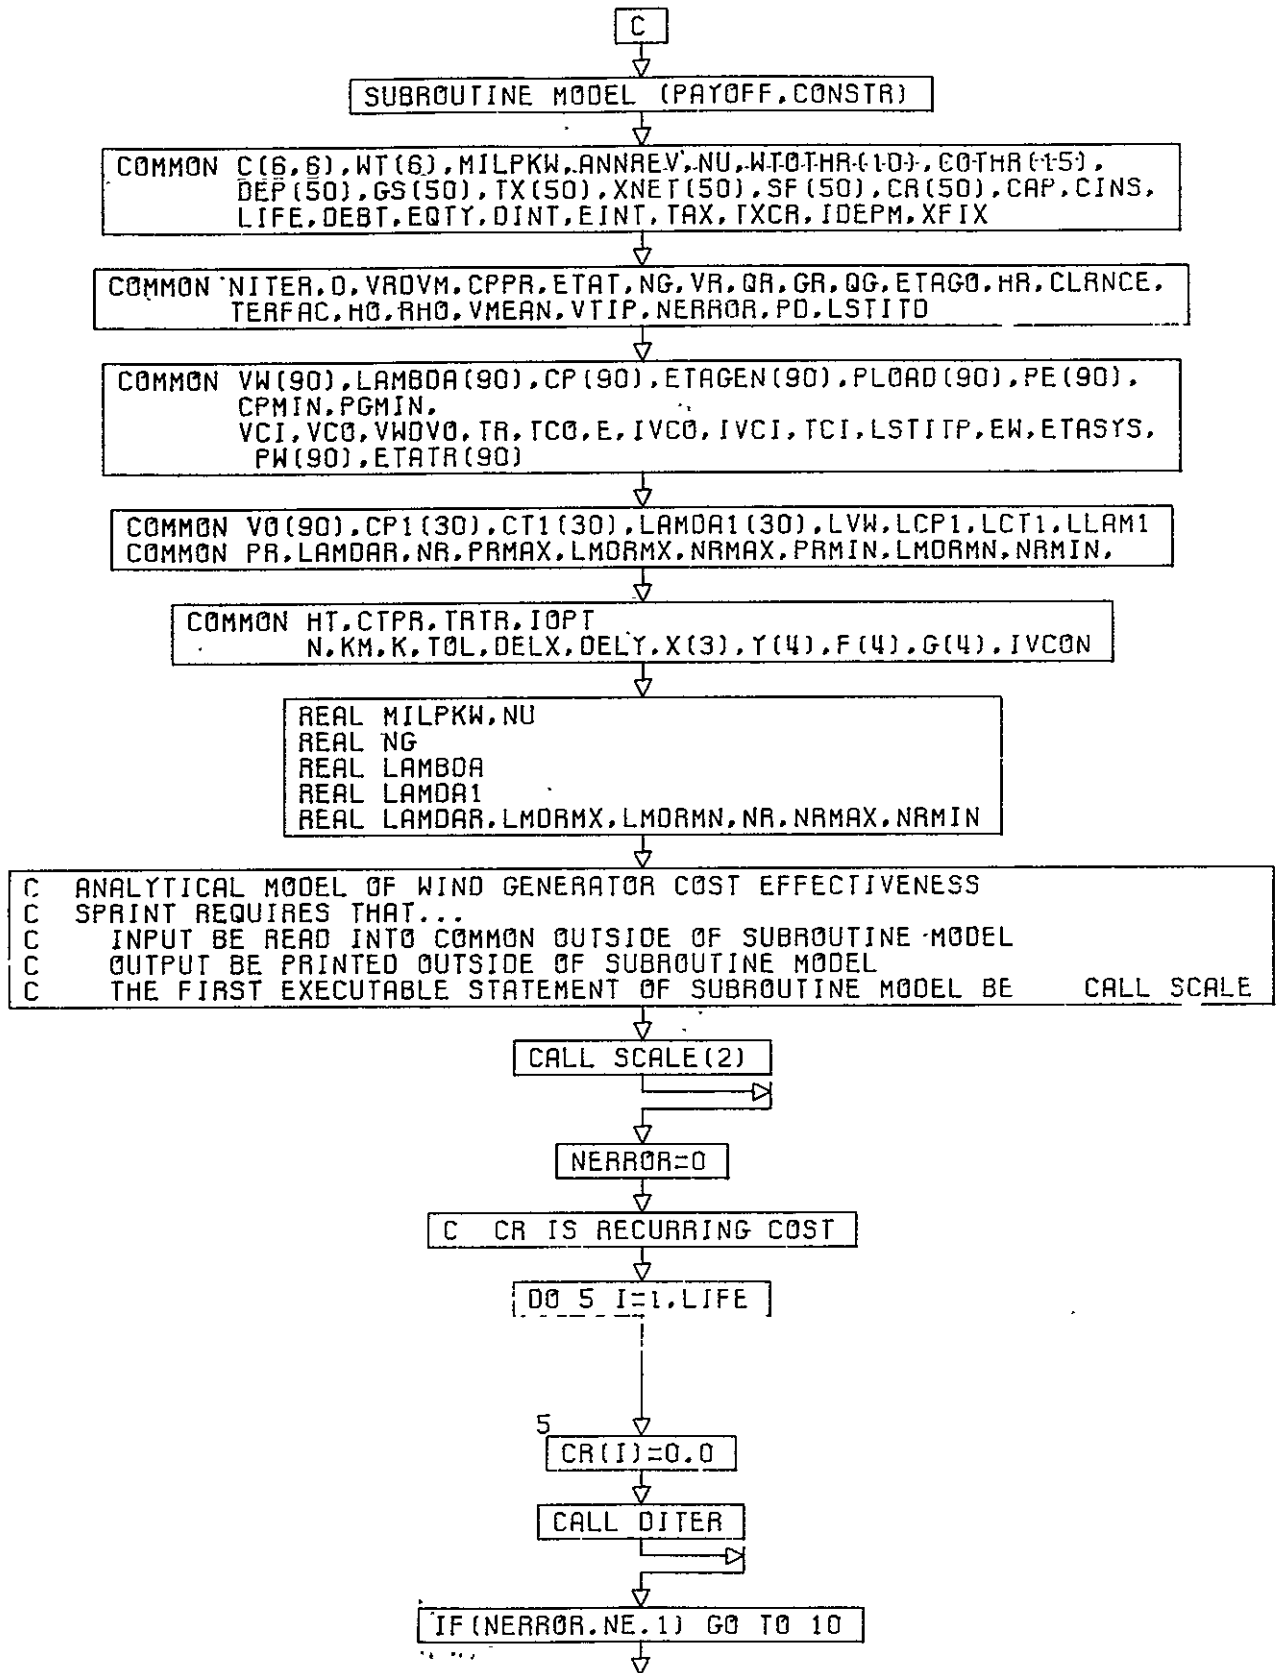 C
SUBROUTINE MODEL (PAYOFF,CONSTR)
COMMON C(6,6),WT(6),MILPKW,ANNREV,NU,WTOTHR(10),COTHR(15),
DEP(50),GS(50),TX(50),XNET(50),SF(50),CR(50),CAP,CINS,
LIFE,DEBT,EQTY,DINT,EINT,TAX,TXCR,IDEPM,XFIX
COMMON NITER,D,VROVM,CPPR,ETAT,NG,VR,QR,GR,QG,ETAGO,HR,CLRNCE,
TERFAC,HO,RHO,VMEAN,VTIP,NERROR,PD,LSTITD
COMMON VW(90),LAMBDA(90),CP(90),ETAGEN(90),PLOAD(90),PE(90),
CPMIN,PGMIN,
VCI,VCO,VWOVO,TR,TCO,E,IVCO,IVCI,TCI,LSTITP,EW,ETASYS,
PW(90),ETATR(90)
COMMON VO(90),CP1(30),CT1(30),LAMDA1(30),LVW,LCP1,LCT1,LLAM1
COMMON PR,LAMDAR,NR,PRMAX,LMDRMX,NRMAX,PRMIN,LMDRMN,NRMIN,
COMMON HT,CTPR,TRTR,IOPT
N,KM,K,TOL,DELX,DELY,X(3),Y(4),F(4),G(4),IVCON
REAL MILPKW,NU
REAL NG
REAL LAMBDA
REAL LAMDA1
REAL LAMDAR,LMDRMX,LMDRMN,NR,NRMAX,NRMIN
C ANALYTICAL MODEL OF WIND GENERATOR COST EFFECTIVENESS
C SPRINT REQUIRES THAT...
C INPUT BE READ INTO COMMON OUTSIDE OF SUBROUTINE MODEL
C OUTPUT BE PRINTED OUTSIDE OF SUBROUTINE MODEL
C THE FIRST EXECUTABLE STATEMENT OF SUBROUTINE MODEL BE CALL SCALE
CALL SCALE(2)
NERROR=0
C CR IS RECURRING COST
DO 5 I=1,LIFE
5
CR(I)=0.0
CALL DITER
IF(NERROR.NE.1) GO TO 10